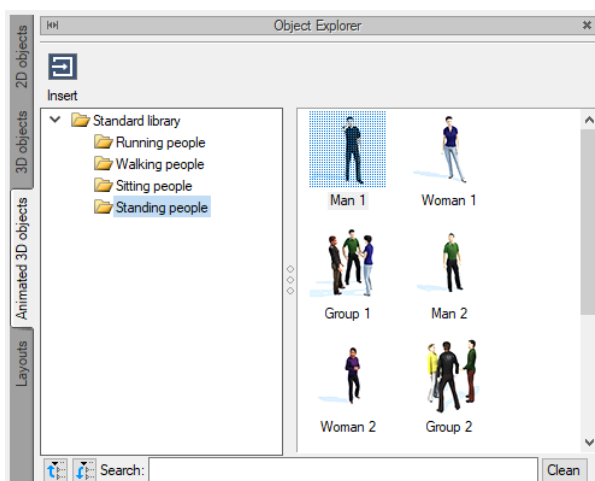 Object Explorer
2D objects
3D objects
Animated 3D objects
Layouts
Insert
Standard library
Running people
Walking people
Sitting people
Standing people
Man 1
Woman 1
Group 1
Man 2
Woman 2
Group 2
Search:
Clean